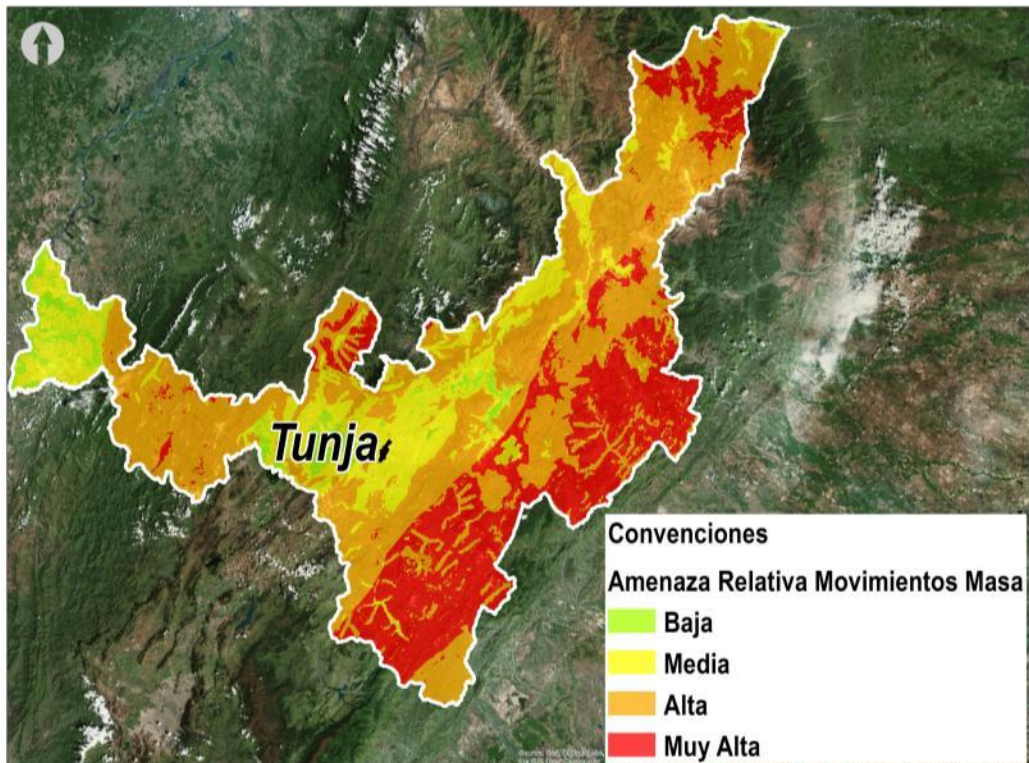 Tunja
Convenciones
Amenaza Relativa Movimientos Masa
Baja
Media
Alta
Muy Alta